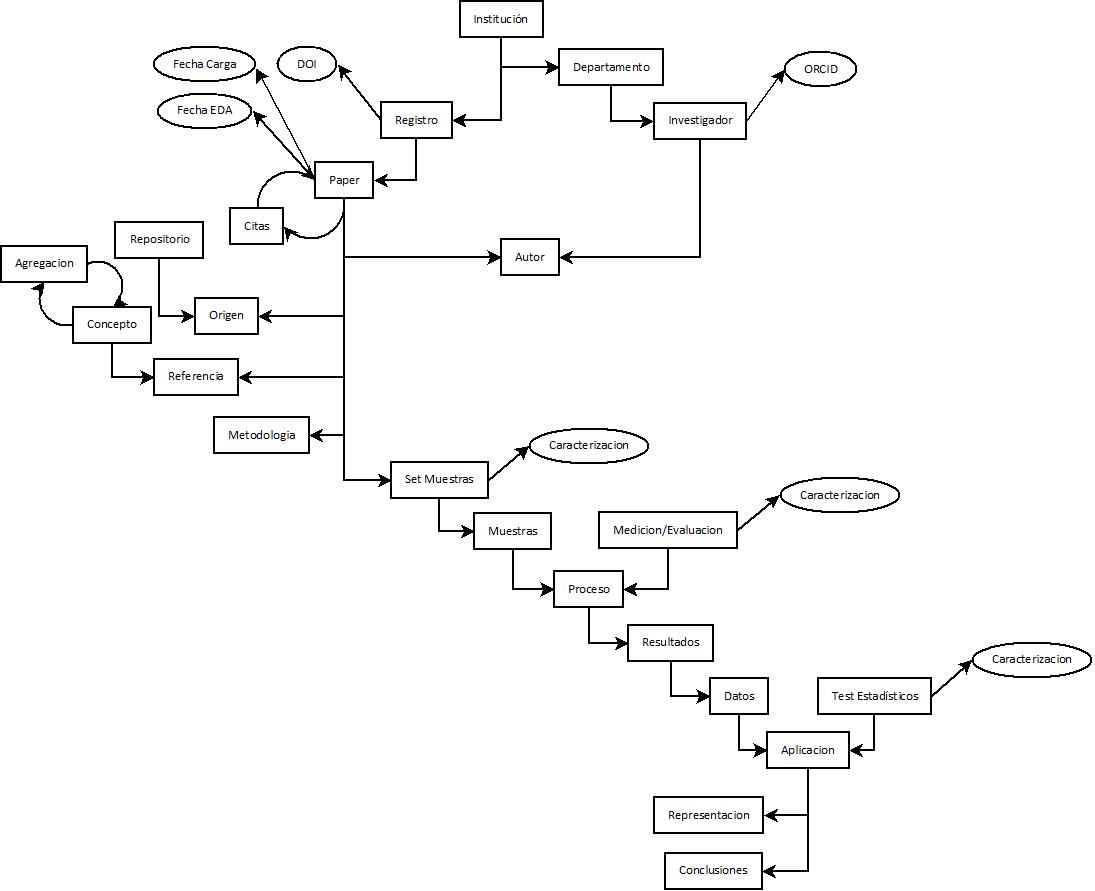 Institución
Fecha Carga
DOI
Departamento
ORCID
Fecha EDA
Registro
Investigador
Paper
Citas
Repositorio
Autor
Agregacion
Origen
Concepto
Referencia
Metodologia
Caracterizacion
Set Muestras
Caracterizacion
Muestras
Medicion/Evaluacion
Proceso
Resultados
Caracterizacion
Datos
Test Estadísticos
Aplicacion
Representacion
Conclusiones